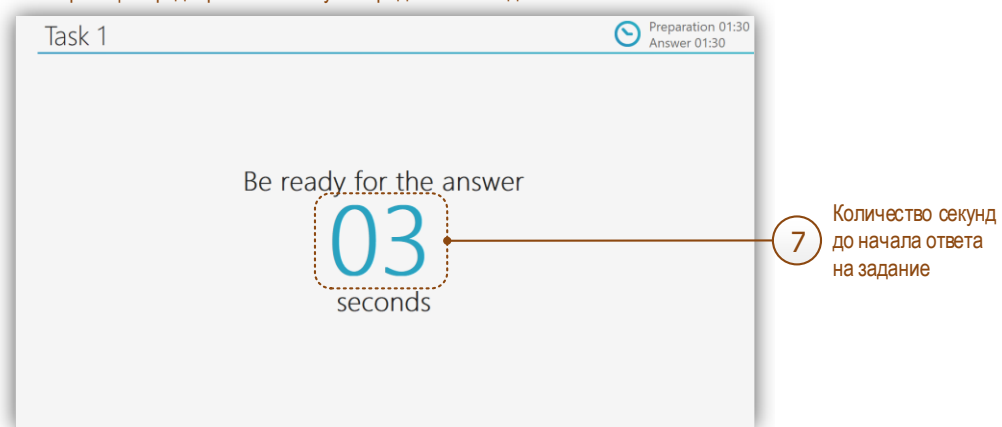 Task 1
Preparation 01:30
Answer 01:30
Be ready for the answer
03
seconds
7
Количество секунд
до начала ответа
на задание